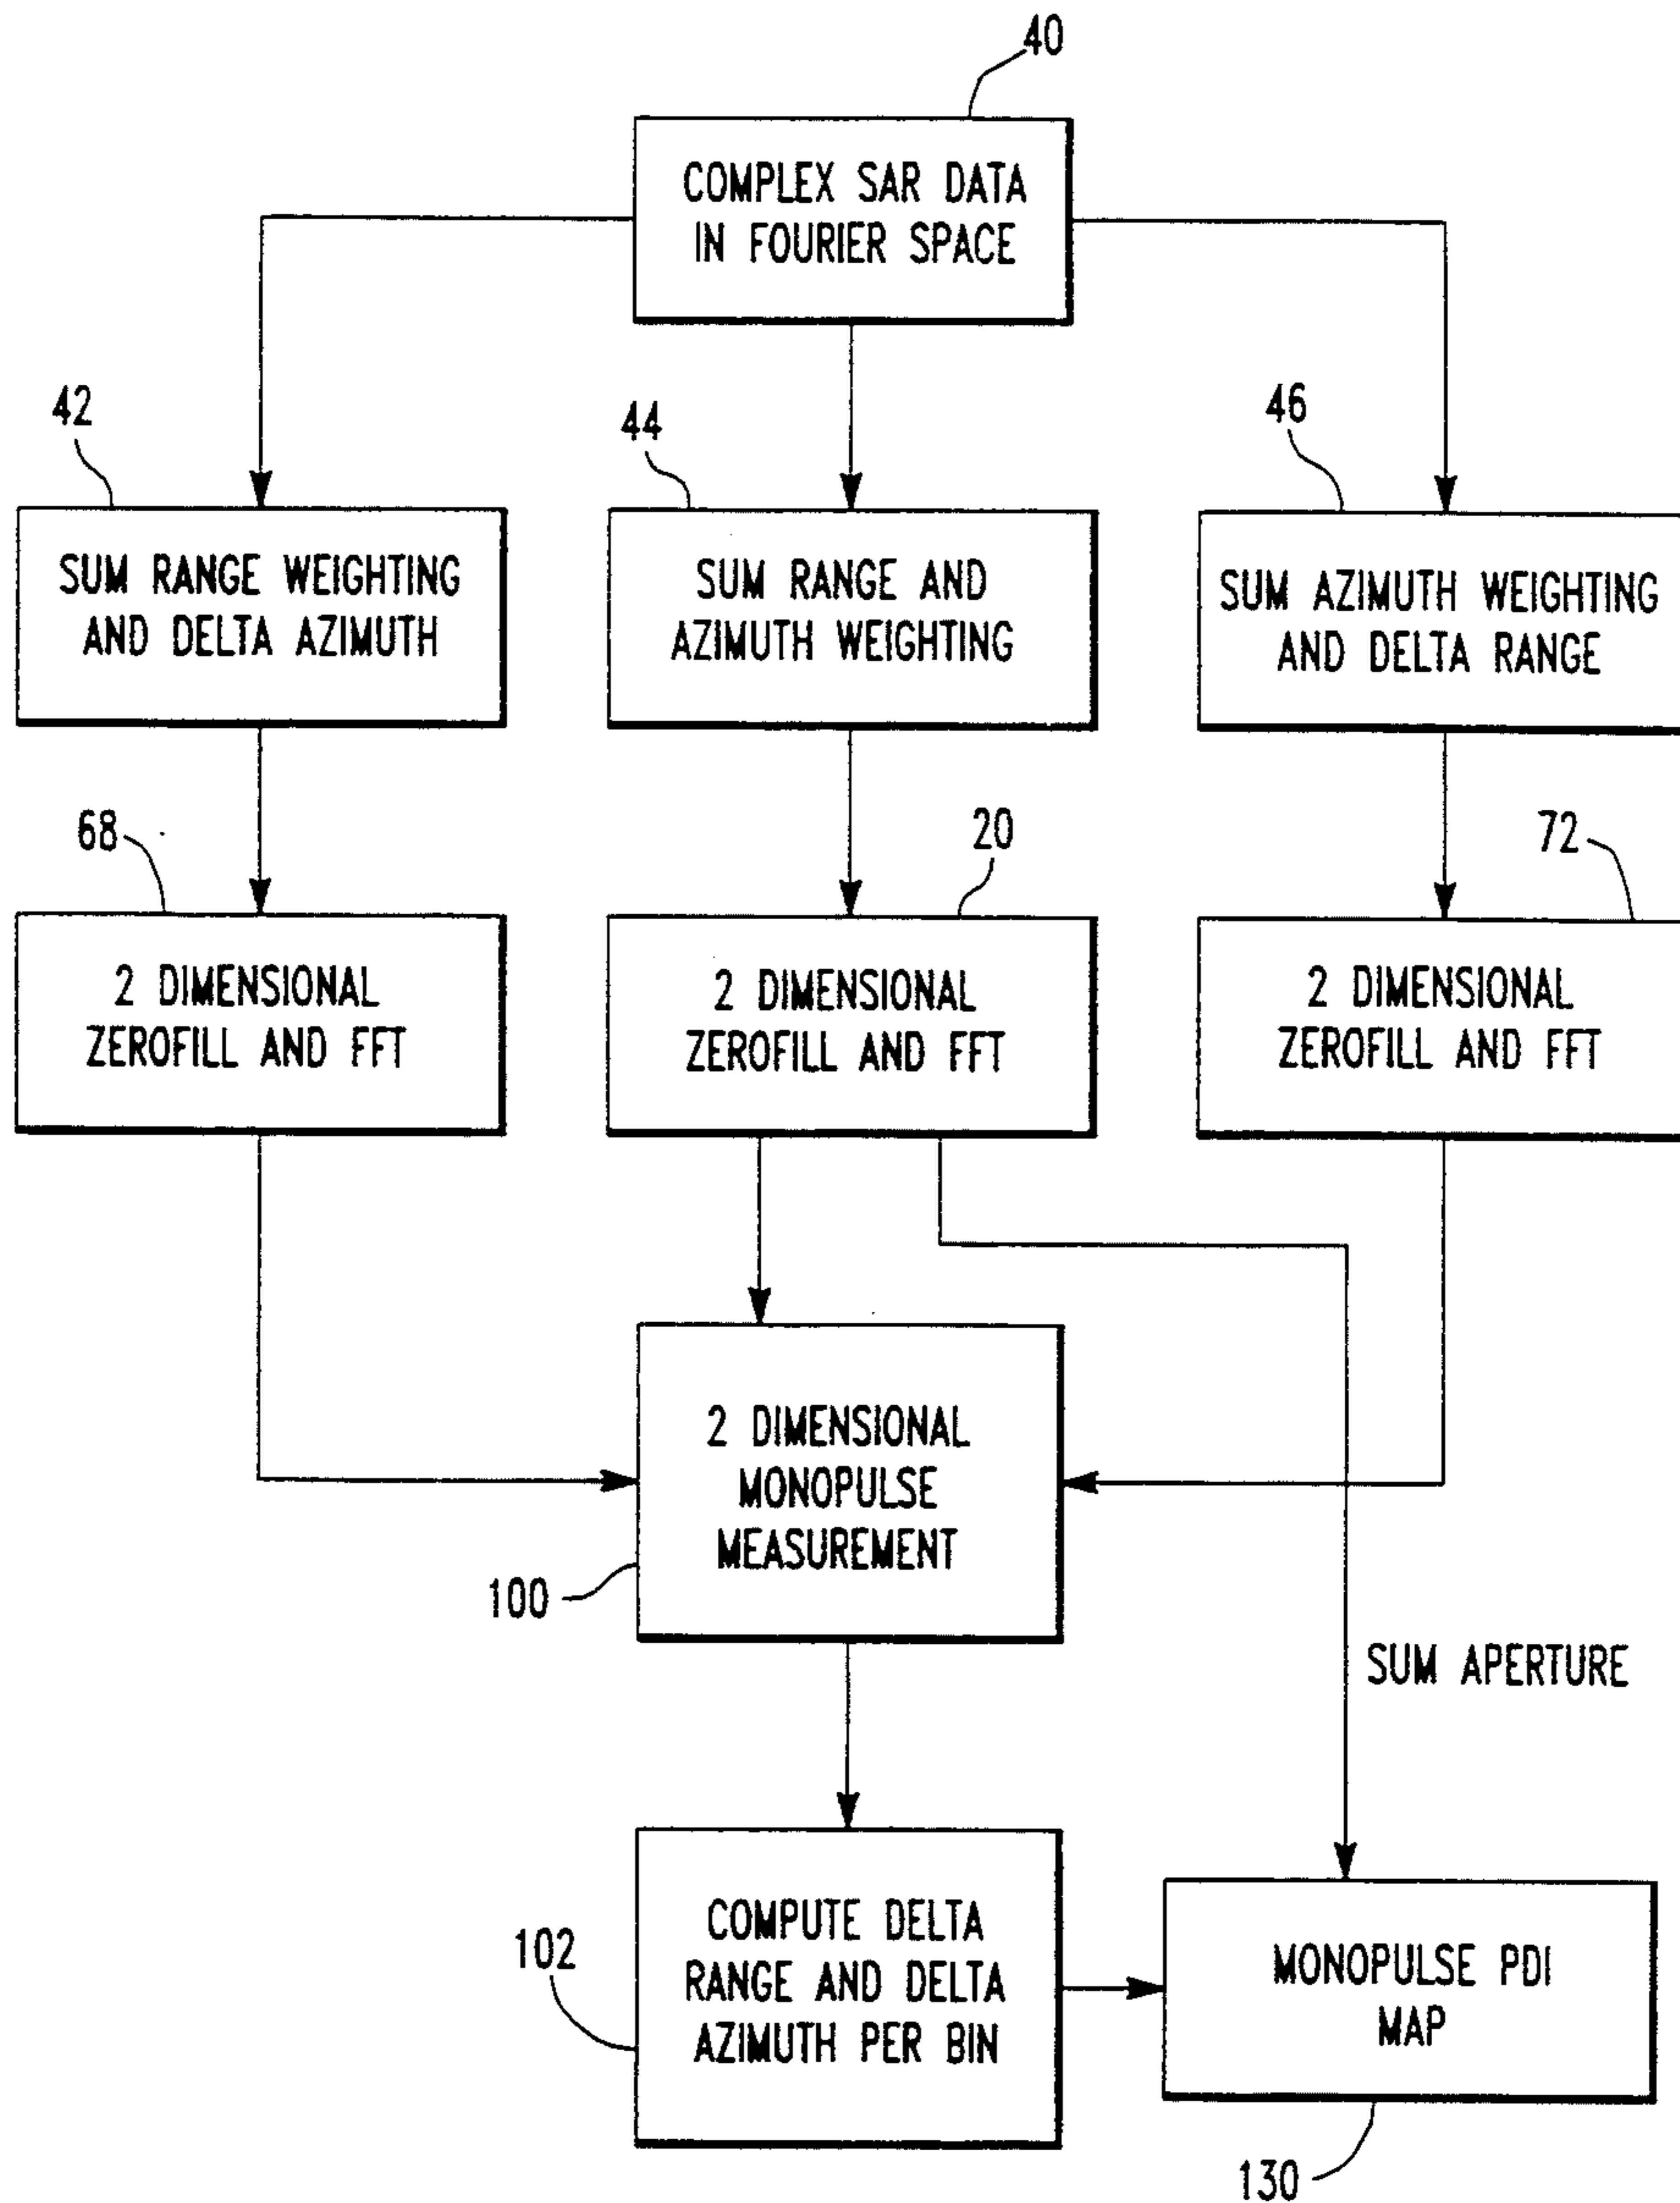 40
COMPLEX SAR DATA
IN FOURIER SPACE
42
44
46
SUM RANGE WEIGHTING
AND DELTA AZIMUTH
SUM RANGE AND
AZIMUTH WEIGHTING
SUM AZIMUTH WEIGHTING
AND DELTA RANGE
68
20
72
2 DIMENSIONAL
ZEROFILL AND FFT
2 DIMENSIONAL
ZEROFILL AND FFT
2 DIMENSIONAL
ZEROFILL AND FFT
2 DIMENSIONAL
MONOPULSE
MEASUREMENT
100
SUM APERTURE
COMPUTE DELTA
RANGE AND DELTA
AZIMUTH PER BIN
102
MONOPULSE PDI
MAP
130